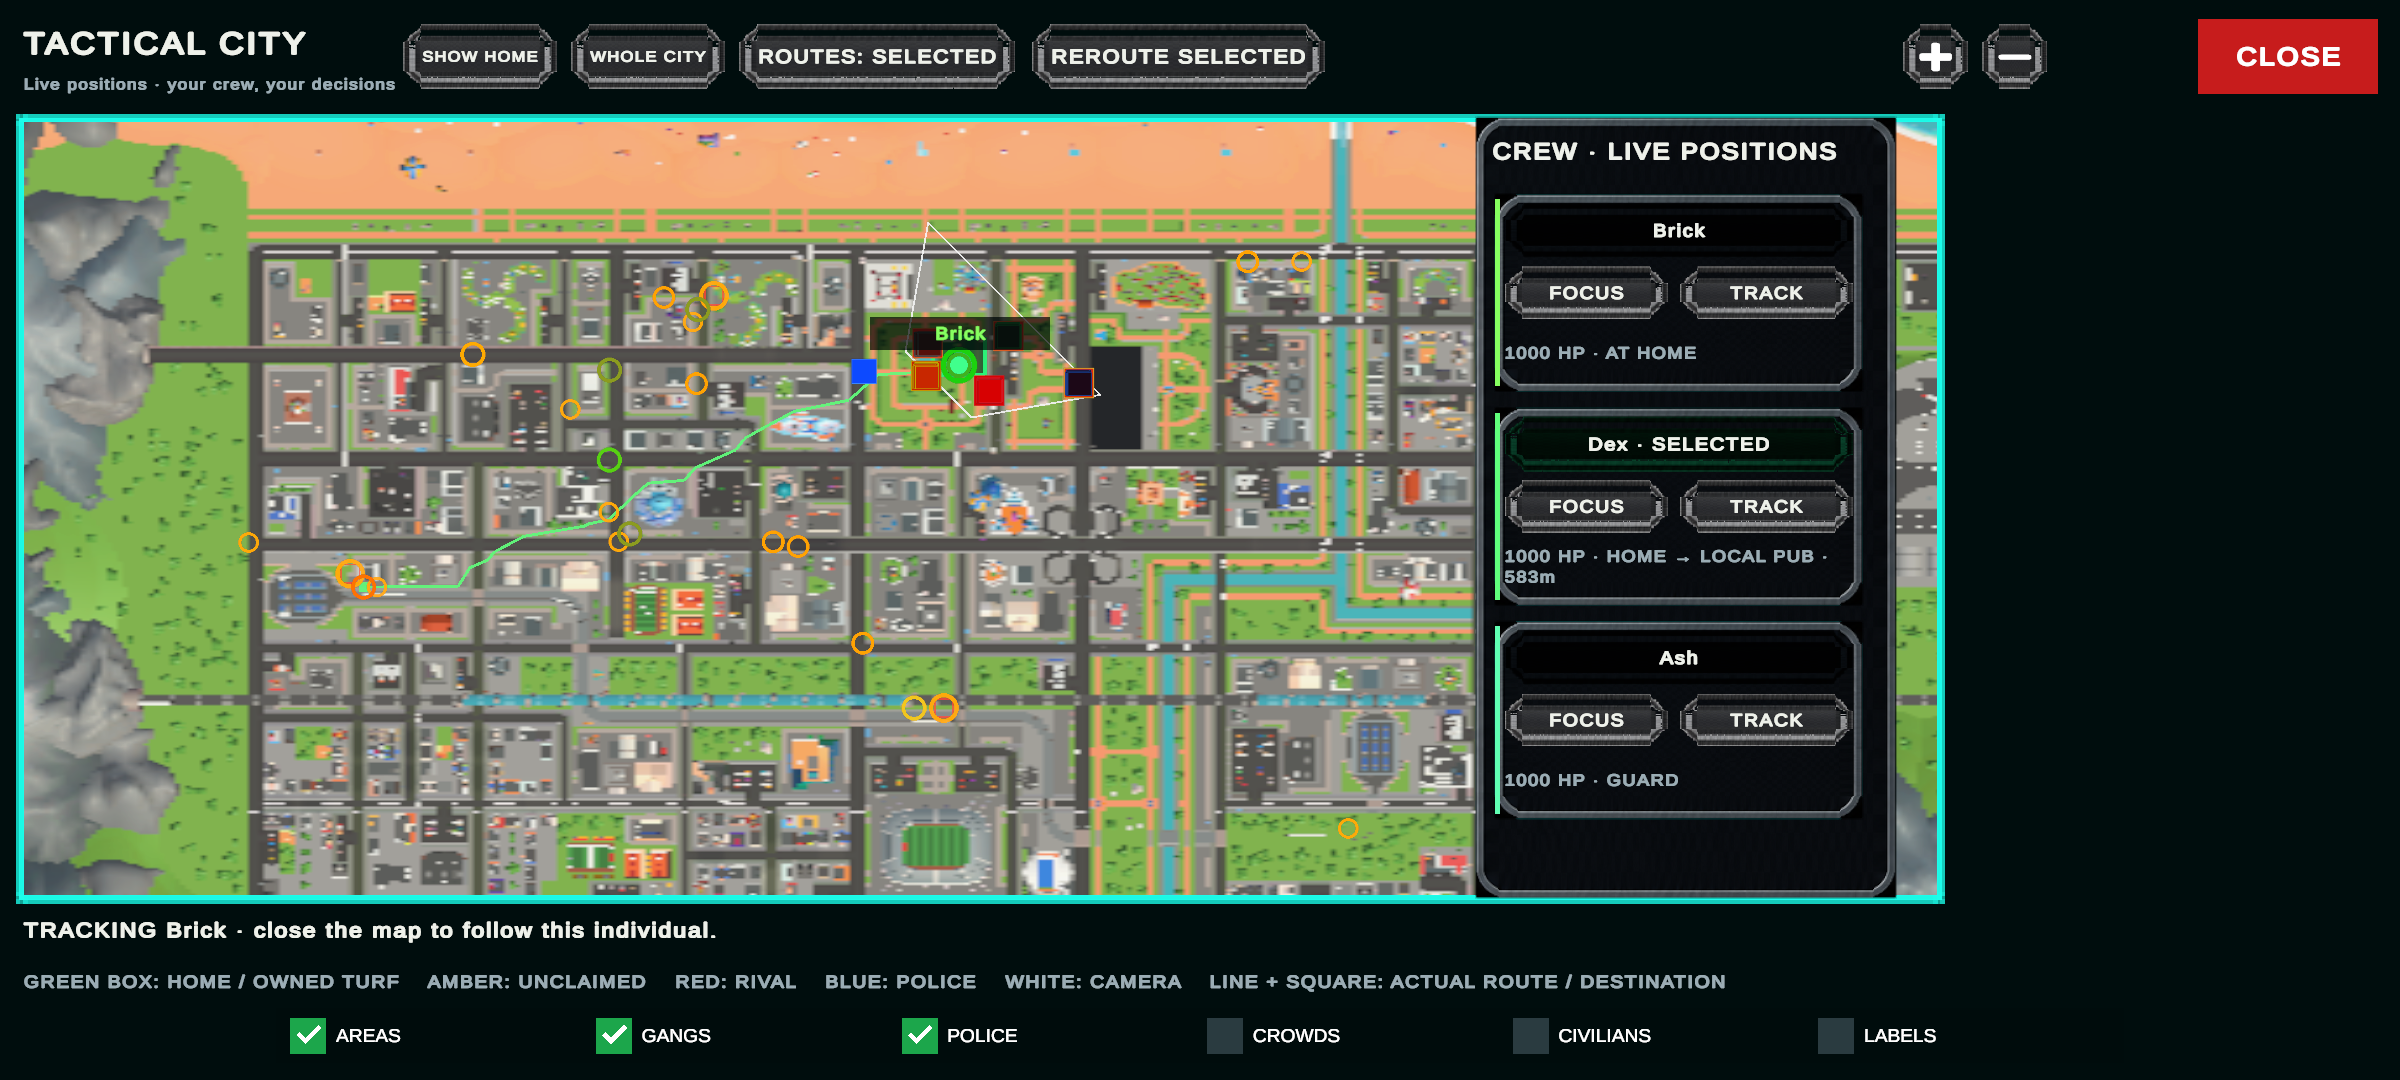 TACTICAL CITY
Live positions · your crew, your decisions
SHOW HOME
WHOLE CITY
ROUTES: SELECTED
REROUTE SELECTED
CLOSE
Brick
CREW · LIVE POSITIONS
Brick
FOCUS
TRACK
1000 HP · AT HOME
Dex · SELECTED
FOCUS
TRACK
1000 HP · HOME → LOCAL PUB ·
583m
Ash
FOCUS
TRACK
1000 HP · GUARD
TRACKING Brick · close the map to follow this individual.
GREEN BOX: HOME / OWNED TURF AMBER: UNCLAIMED RED: RIVAL BLUE: POLICE WHITE: CAMERA LINE + SQUARE: ACTUAL ROUTE / DESTINATION
AREAS
GANGS
POLICE
CROWDS
CIVILIANS
LABELS